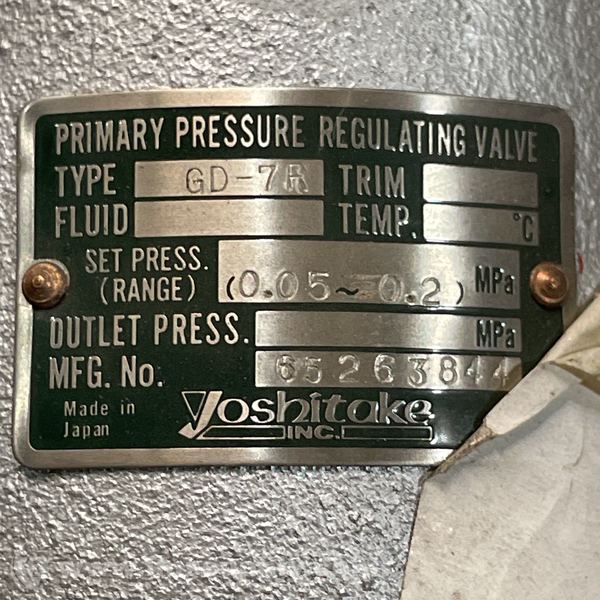 PRIMARY PRESSURE REGULATING VALVE
TYPE GD-7R TRIM
FLUID TEMP. °C
SET PRESS.
(RANGE) (0.05~0.2) MPa
OUTLET PRESS. MPa
MFG. No. 65263844
Made in
Japan
Yoshitake
INC.